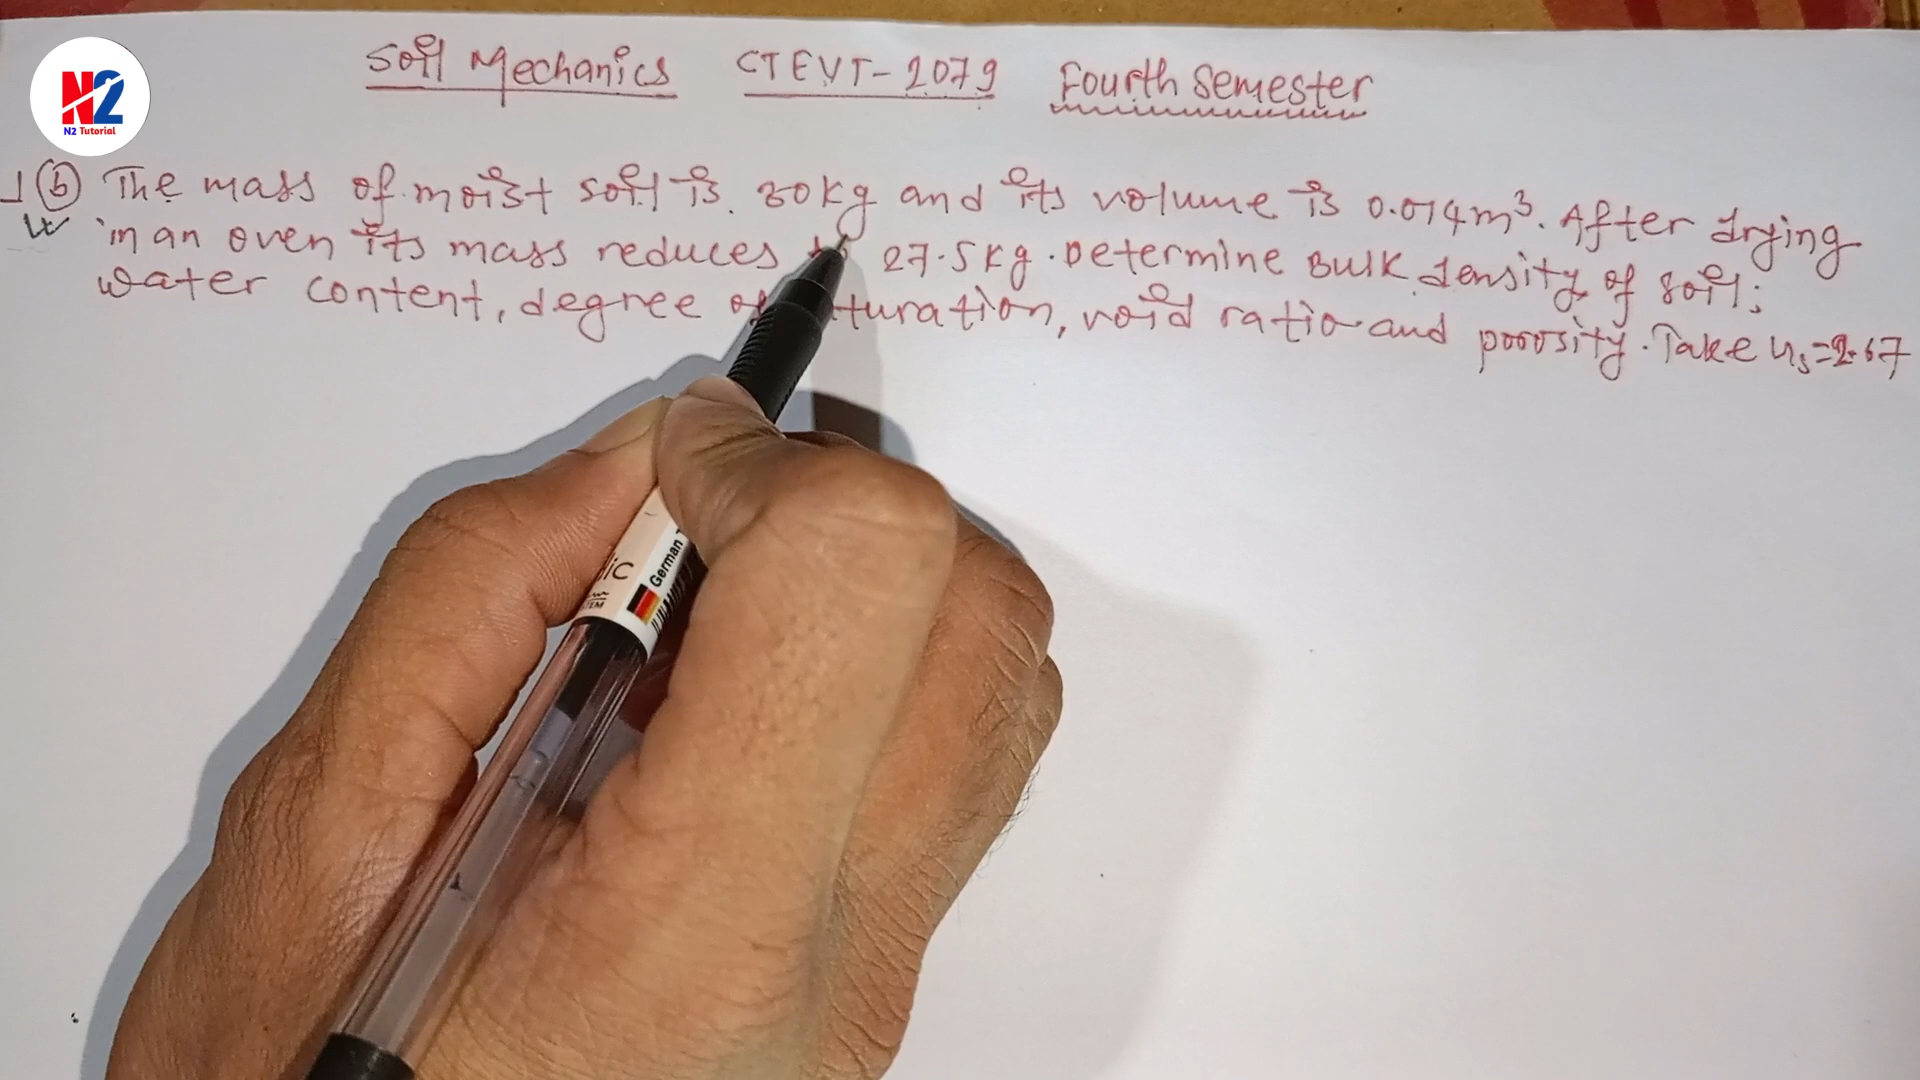 Soil Mechanics CTEVT-2079 Fourth Semester
N2
N2 Tutorial
1 (b) The mass of moist soil is 30kg and its volume is 0.014m³. After drying
in an oven its mass reduces 27.5kg. Determine Bulk density of soil;
water content, degree of turation, void ratio and porosity. Take Gs=2.67
German